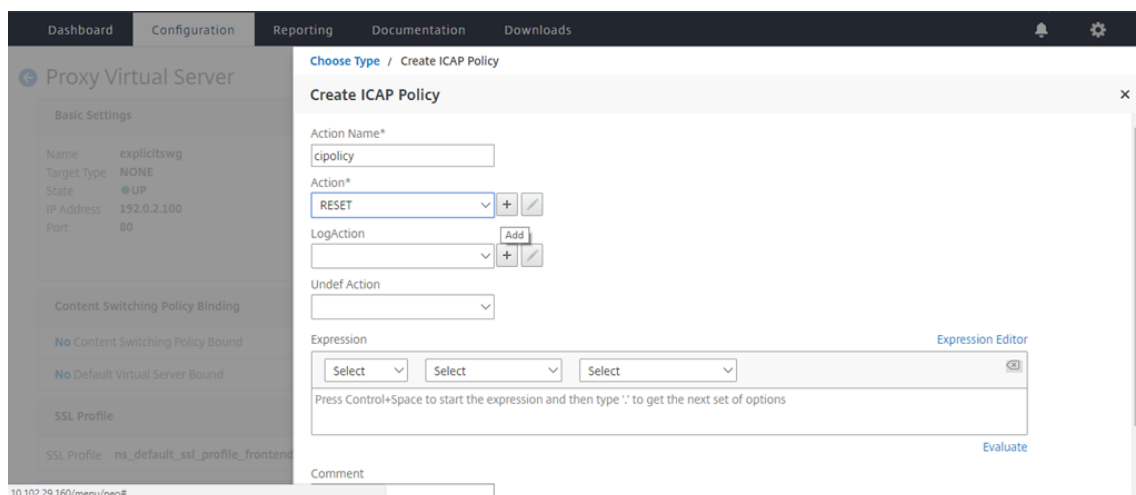 Dashboard Configuration Reporting Documentation Downloads
Proxy Virtual Server
Basic Settings
Name explicitswg
Target Type NONE
State UP
IP Address 192.0.2.100
Port 80
Content Switching Policy Binding
No Content Switching Policy Bound
No Default Virtual Server Bound
SSL Profile
SSL Profile ns_default_ssl_profile_frontend
Choose Type / Create ICAP Policy
Create ICAP Policy ×
Action Name*
cipolicy
Action*
RESET +
Add
LogAction
+
Undef Action
Expression Expression Editor
Select Select Select
Press Control+Space to start the expression and then type '.' to get the next set of options
Evaluate
Comment
10.102.29.160/menu/neo#